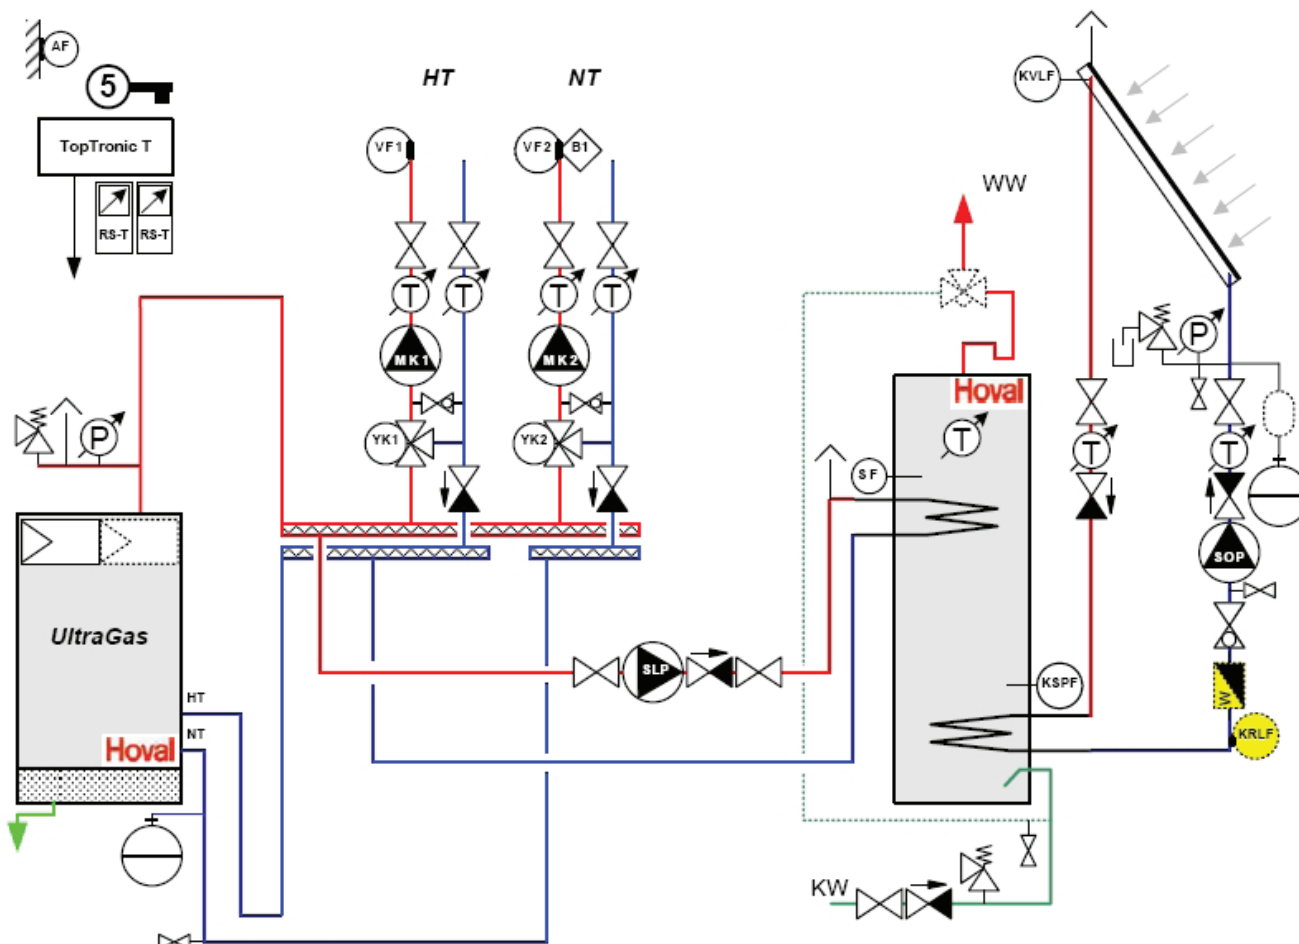 AF
5
TopTronic T
RS-T
RS-T
HT
NT
VF1
VF2
B1
T
T
T
T
MK1
MK2
YK1
YK2
P
UltraGas
HT
NT
Hoval
SLP
WW
KVLF
Hoval
T
SF
KSPF
P
T
T
SOP
W
KRLF
KW